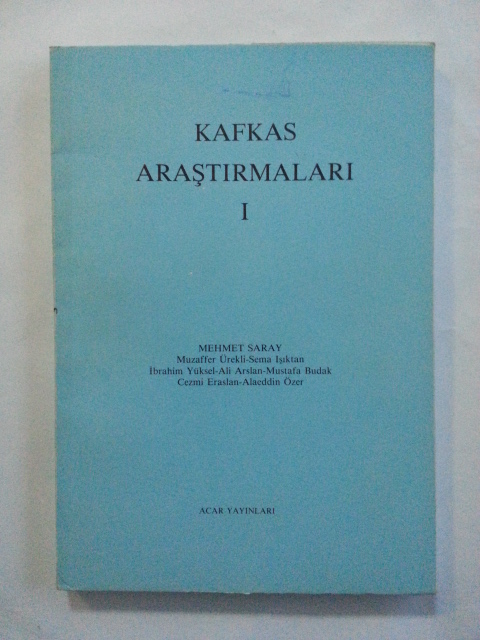 KAFKAS
ARAŞTIRMALARI
I
MEHMET SARAY
Muzaffer Ürekli-Sema Işıktan
İbrahim Yüksel-Ali Arslan-Mustafa Budak
Cezmi Eraslan-Alaeddin Özer
ACAR YAYINLARI